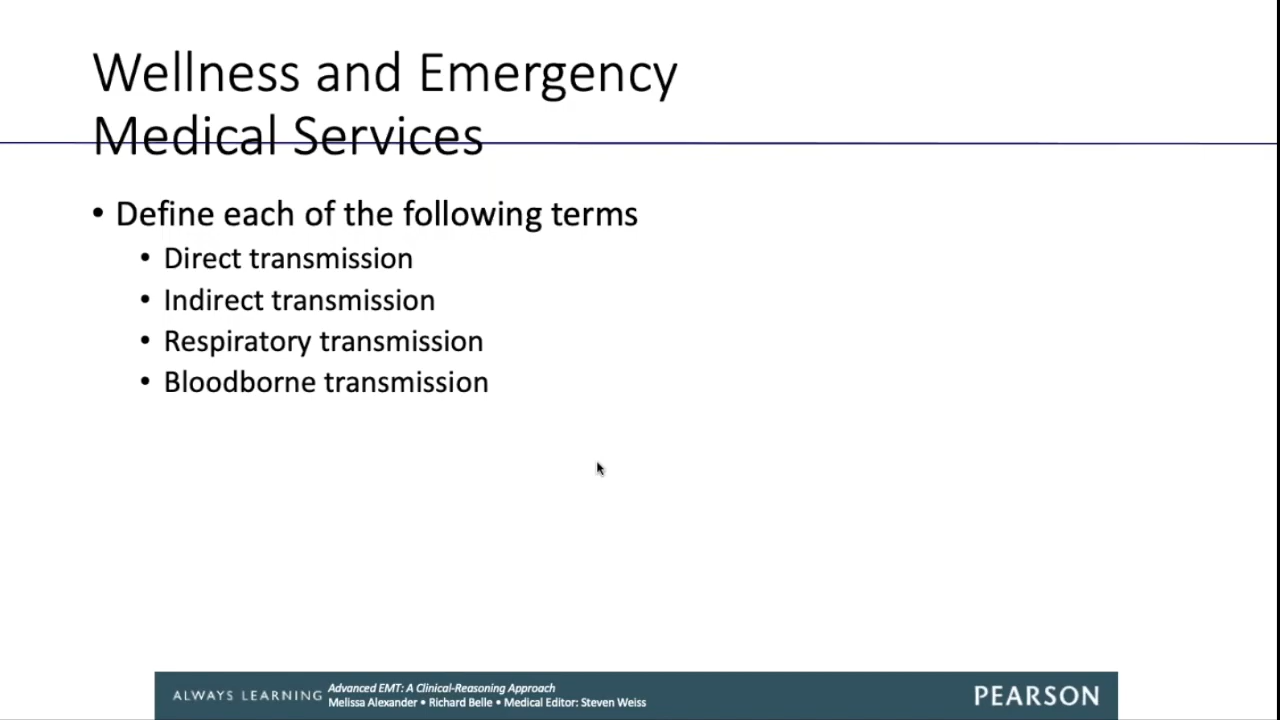 Wellness and Emergency
Medical Services
• Define each of the following terms
• Direct transmission
• Indirect transmission
• Respiratory transmission
• Bloodborne transmission
ALWAYS LEARNING
Advanced EMT: A Clinical-Reasoning Approach
Melissa Alexander • Richard Belle • Medical Editor: Steven Weiss
PEARSON